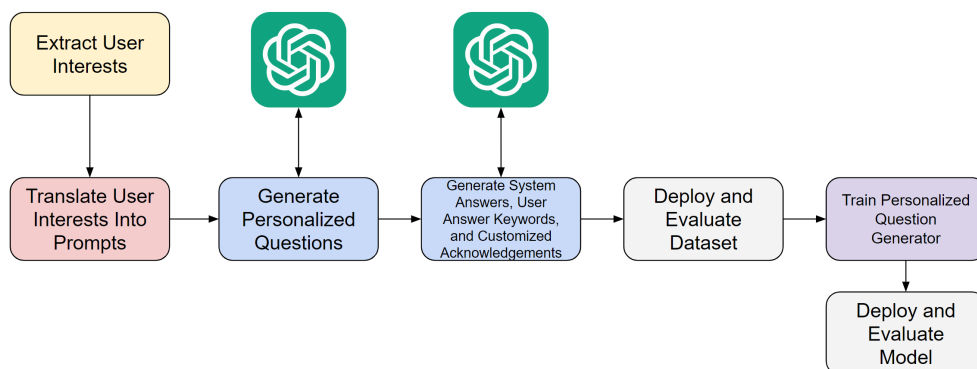 Extract User
Interests
Translate User
Interests Into
Prompts
Generate
Personalized
Questions
Generate System
Answers, User
Answer Keywords,
and Customized
Acknowledgements
Deploy and
Evaluate
Dataset
Train Personalized
Question
Generator
Deploy and
Evaluate
Model